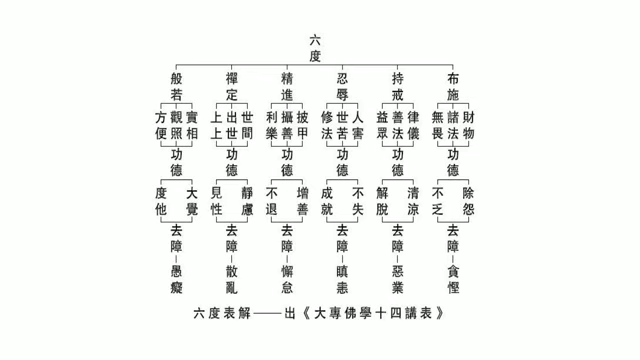 六度
布施
財物
諸法
無畏
功德
除怨
不乏
去障
貪慳
持戒
律儀
善法
益眾
功德
清涼
解脫
去障
惡業
忍辱
人害
世苦
修法
功德
不失
成就
去障
瞋恚
精進
披甲
攝善
利樂
功德
增善
不退
去障
懈怠
禪定
世間
出世
上上
功德
靜慮
見性
去障
散亂
般若
實相
觀照
方便
功德
大覺
度他
去障
愚癡
六度表解——出《大專佛學十四講表》